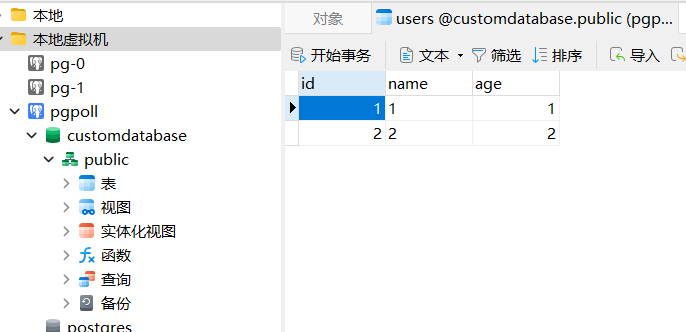 本地
本地虚拟机
pg-0
pg-1
pgpoll
customdatabase
public
表
视图
实体化视图
函数
查询
备份
postgres
对象
users @customdatabase.public (pgp...
开始事务 文本 筛选 排序 导入
id name age
1 1 1
2 2 2